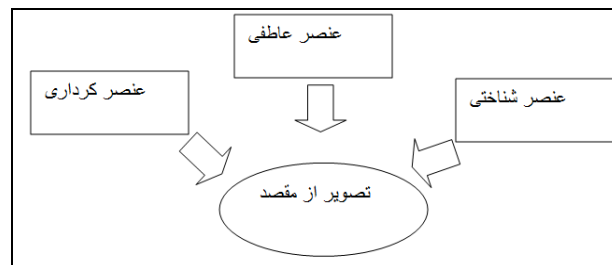 عنصر عاطفی
عنصر شناختی
عنصر کرداری
تصویر از مقصد